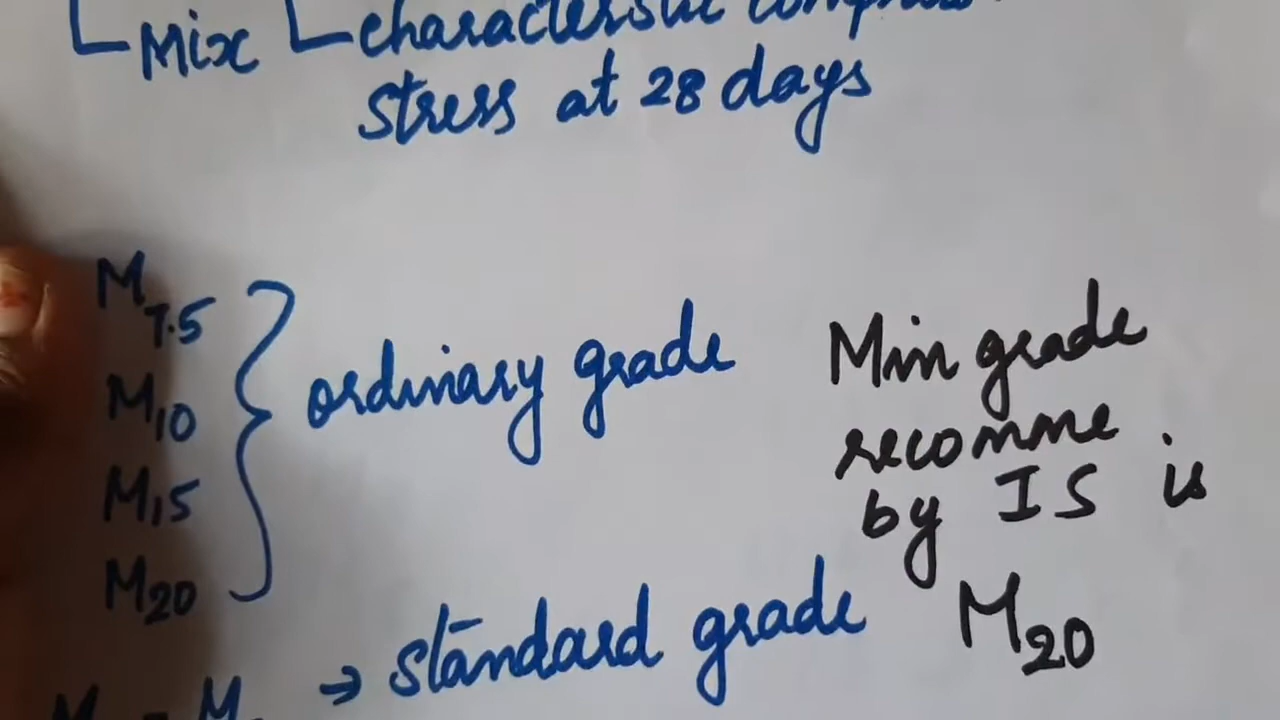 Mix characteristic
stress at 28 days
M7.5
M10
M15
M20
ordinary grade
Min grade
recomme
by IS is
M20
→ standard grade